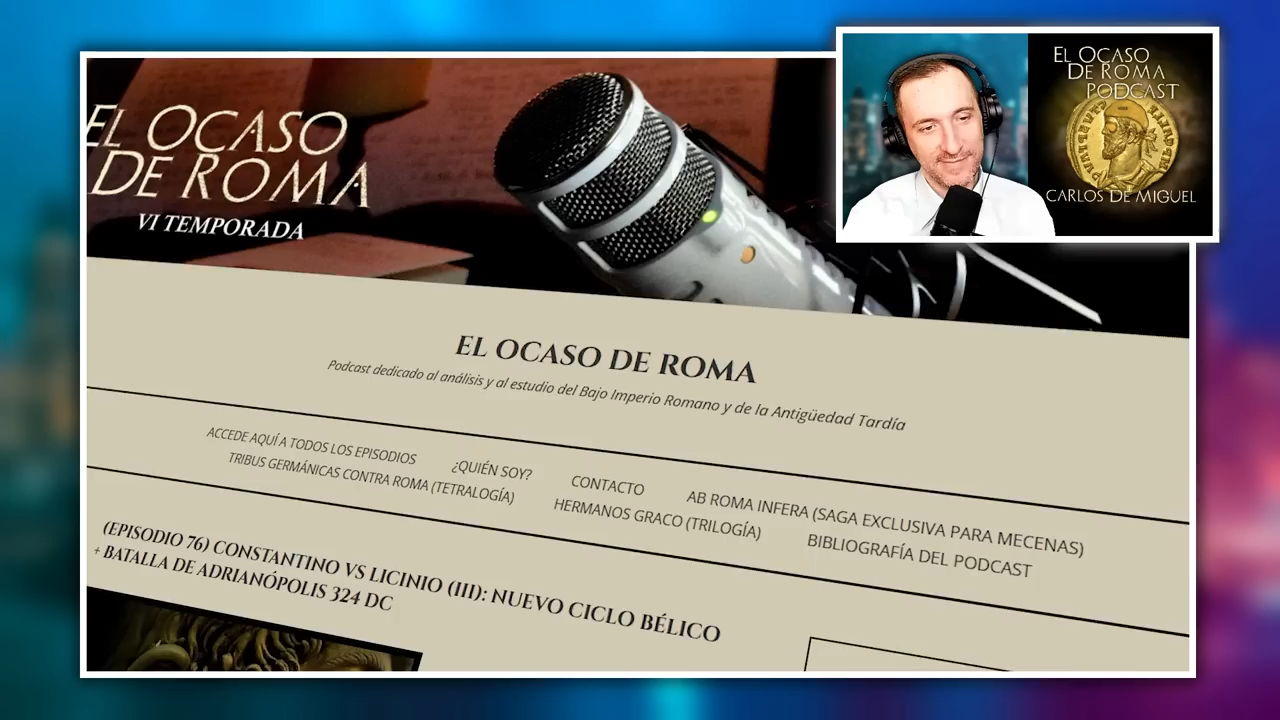 EL OCASO
DE ROMA
VI TEMPORADA
EL OCASO
DE ROMA
PODCAST
CARLOS DE MIGUEL
EL OCASO DE ROMA
Podcast dedicado al análisis y al estudio del Bajo Imperio Romano y de la Antigüedad Tardía
ACCEDE AQUÍ A TODOS LOS EPISODIOS ¿QUIÉN SOY? CONTACTO AB ROMA INFERA (SAGA EXCLUSIVA PARA MECENAS)
TRIBUS GERMÁNICAS CONTRA ROMA (TETRALOGÍA) HERMANOS GRACO (TRILOGÍA) BIBLIOGRAFÍA DEL PODCAST
(EPISODIO 76) CONSTANTINO VS LICINIO (III): NUEVO CICLO BÉLICO
+ BATALLA DE ADRIANÓPOLIS 324 DC